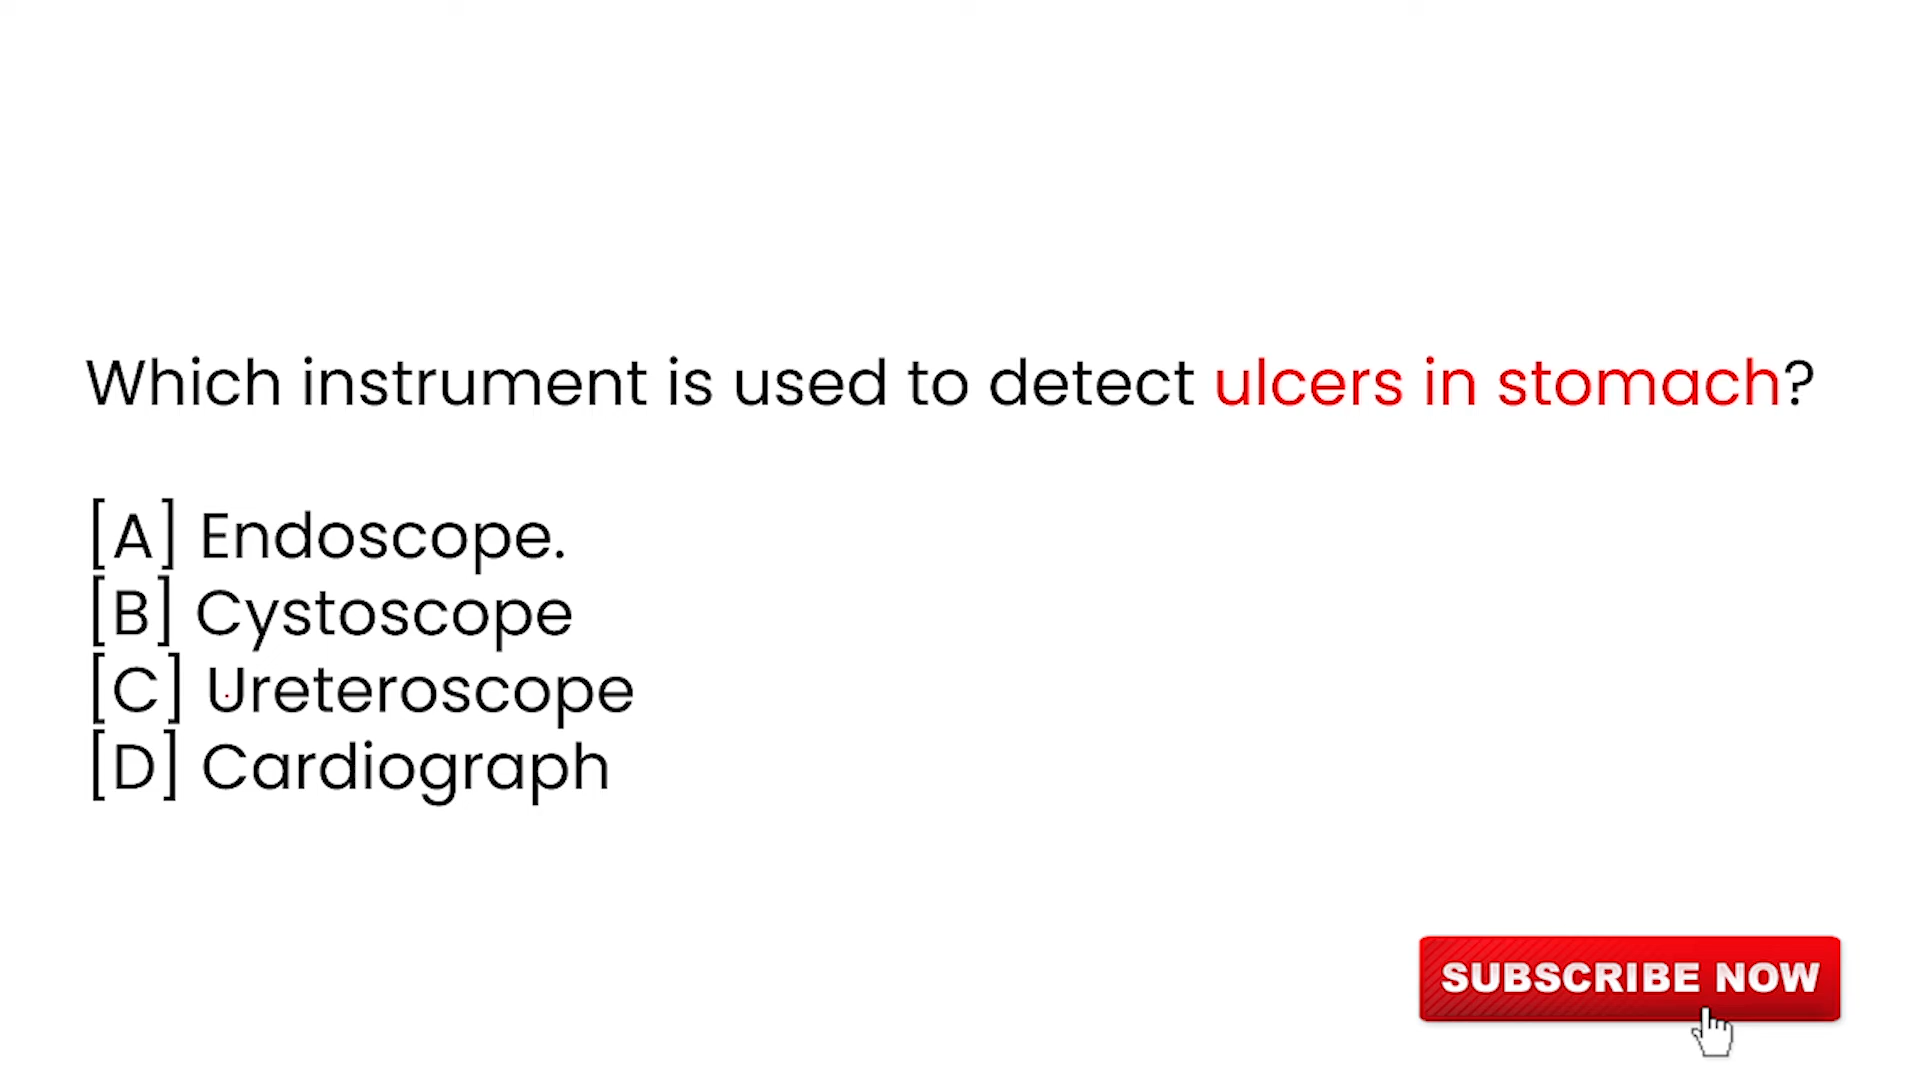 Which instrument is used to detect ulcers in stomach?
[A] Endoscope.
[B] Cystoscope
[C] Ureteroscope
[D] Cardiograph
SUBSCRIBE NOW